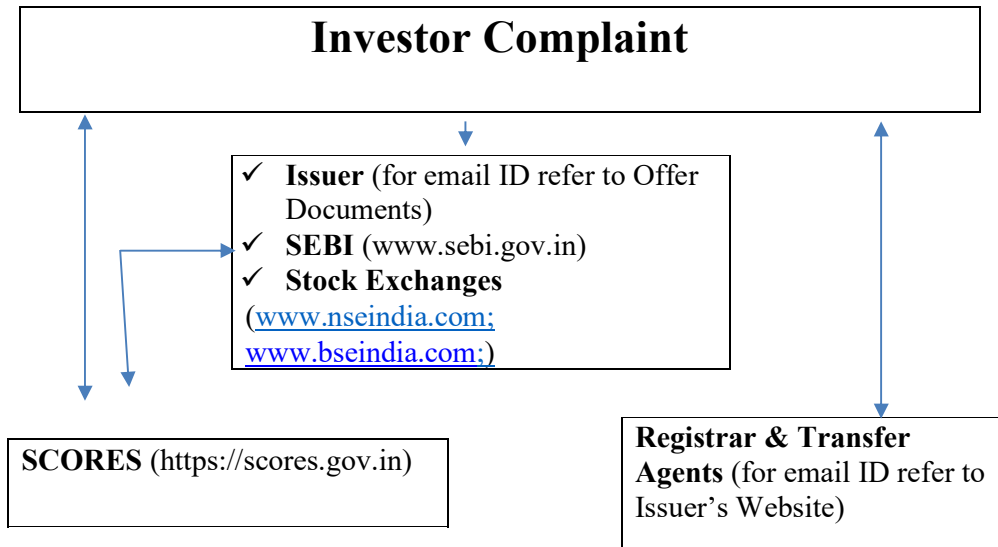 Investor Complaint
✓ Issuer (for email ID refer to Offer
Documents)
✓ SEBI (www.sebi.gov.in)
✓ Stock Exchanges
(www.nseindia.com;
www.bseindia.com;)
SCORES (https://scores.gov.in)
Registrar & Transfer
Agents (for email ID refer to
Issuer’s Website)